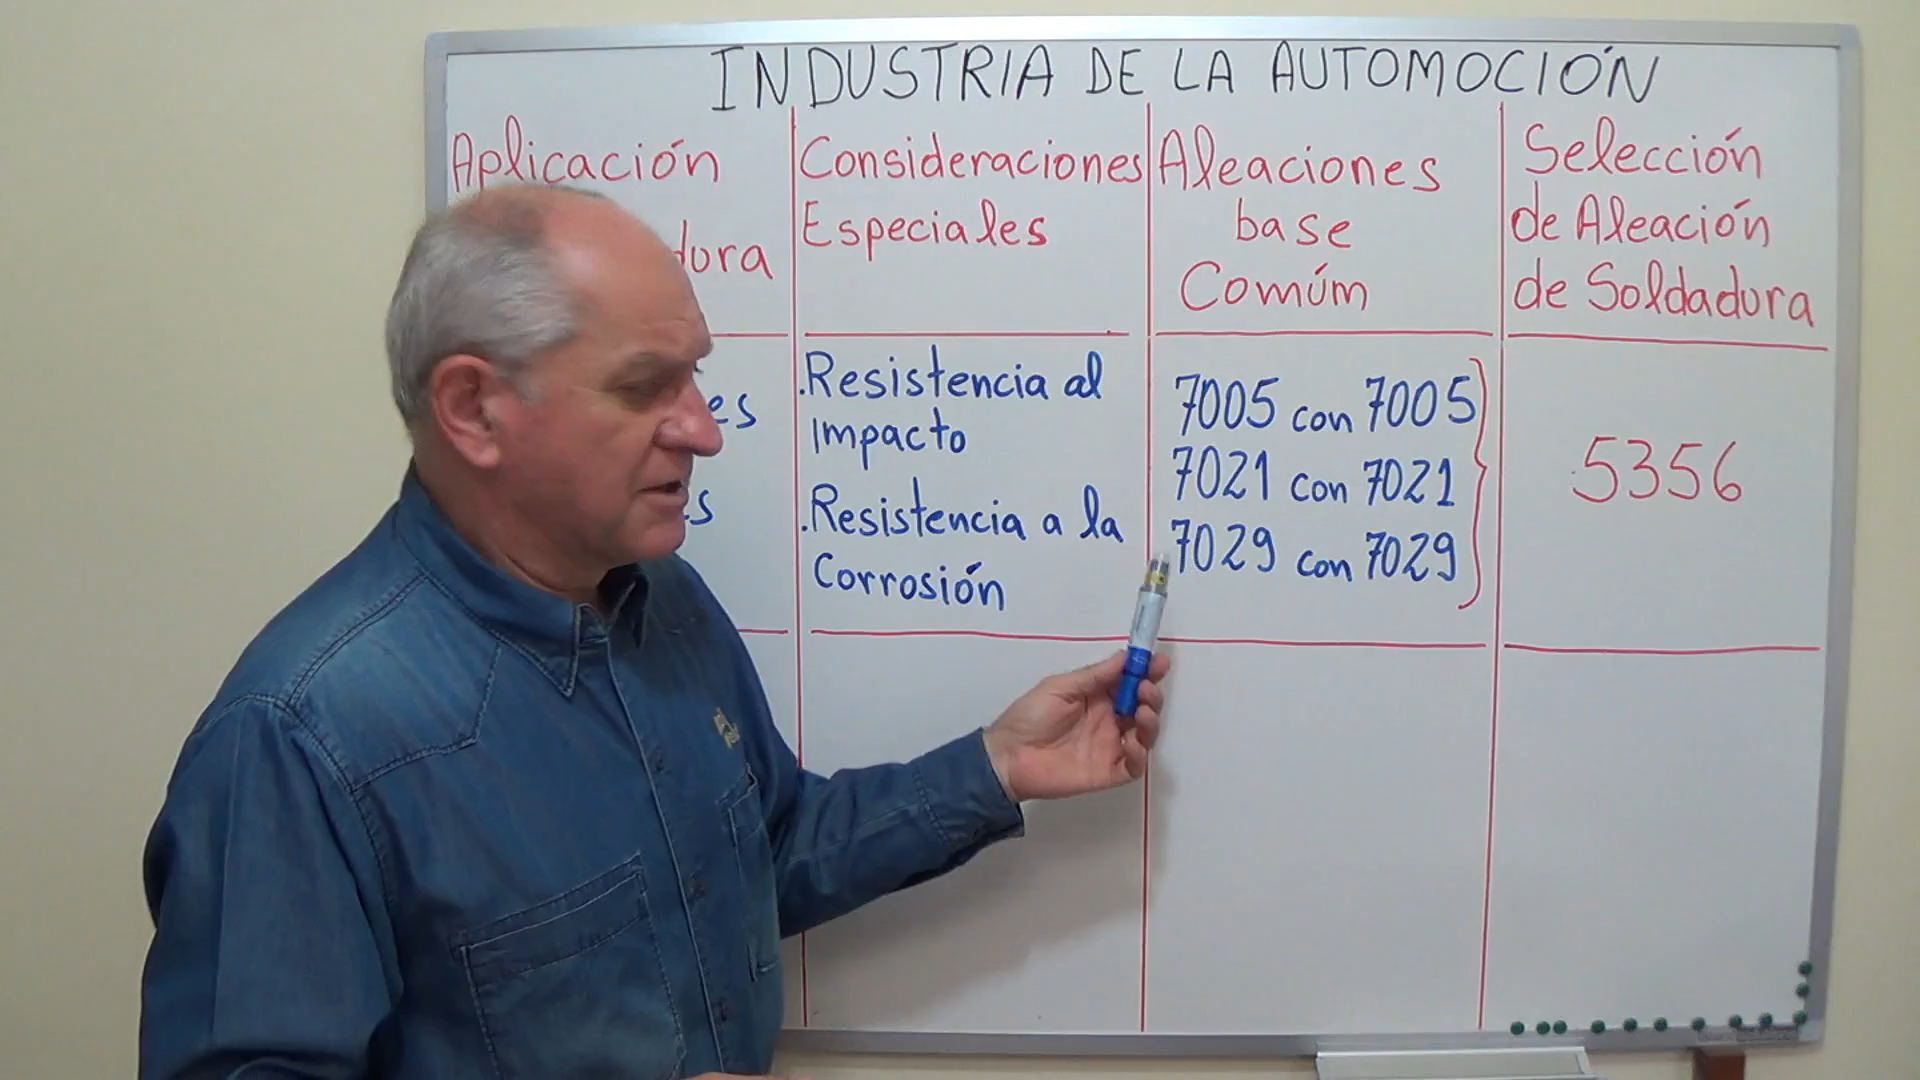 INDUSTRIA DE LA AUTOMOCIÓN
Aplicación
Consideraciones
Especiales
Aleaciones
base
Común
Selección
de Aleación
de Soldadura
.Resistencia al
Impacto
.Resistencia a la
Corrosión
7005 con 7005
7021 con 7021
7029 con 7029
5356